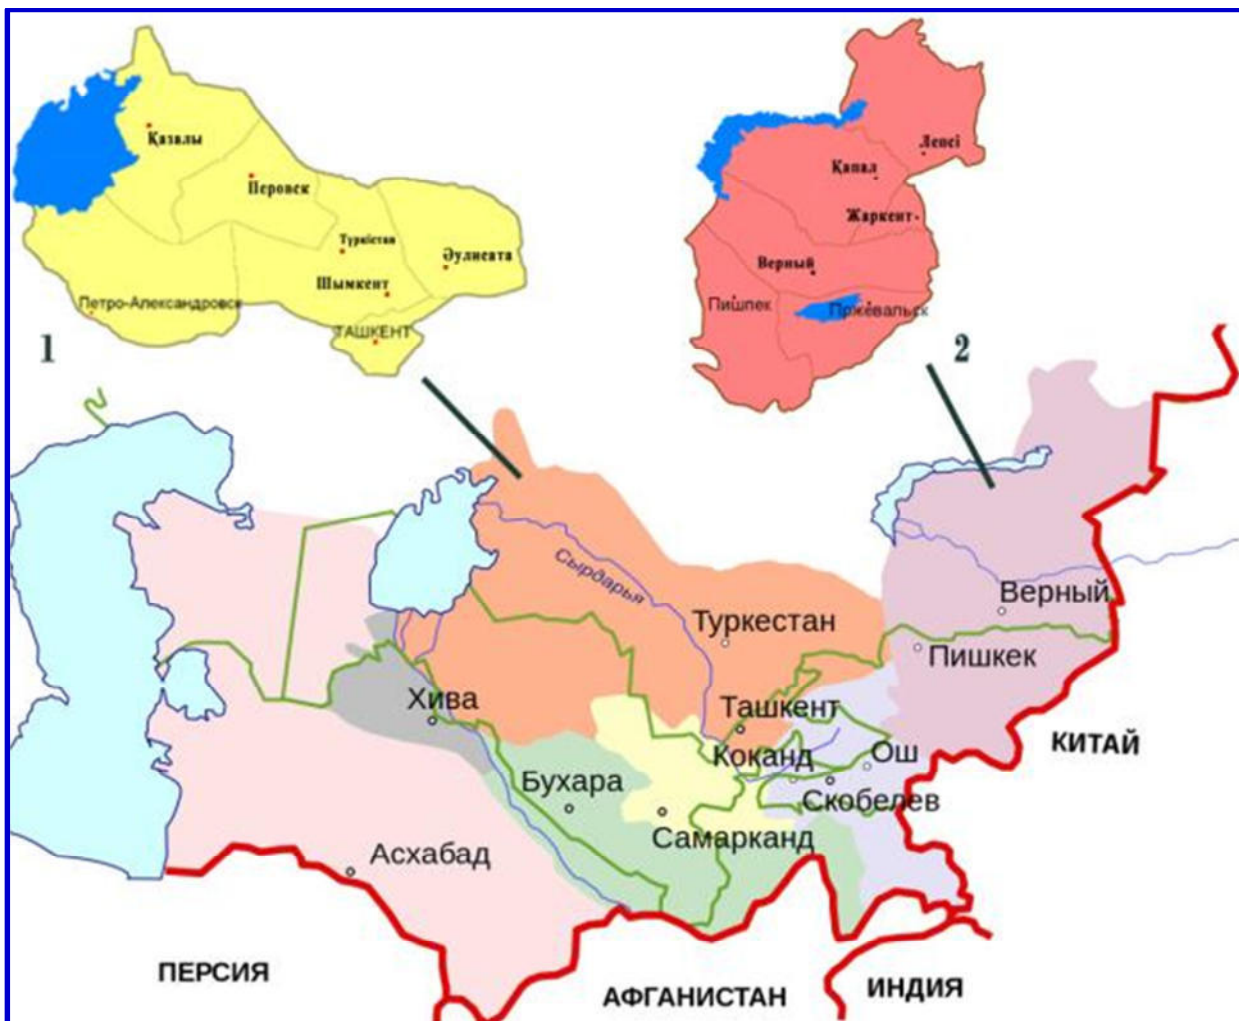 Қазалы
Перовск
Түркістан
Әулиеата
Шымкент
Петро-Александровск
ТАШКЕНТ
1
Лепсі
Қапал
Жаркент
Верный
Пишпек
Пржевальск
2
Сырдарья
Туркестан
Верный
Пишкек
Хива
Ташкент
Коканд
Ош
КИТАЙ
Бухара
Скобелев
Самарканд
Асхабад
ПЕРСИЯ
АФГАНИСТАН
ИНДИЯ